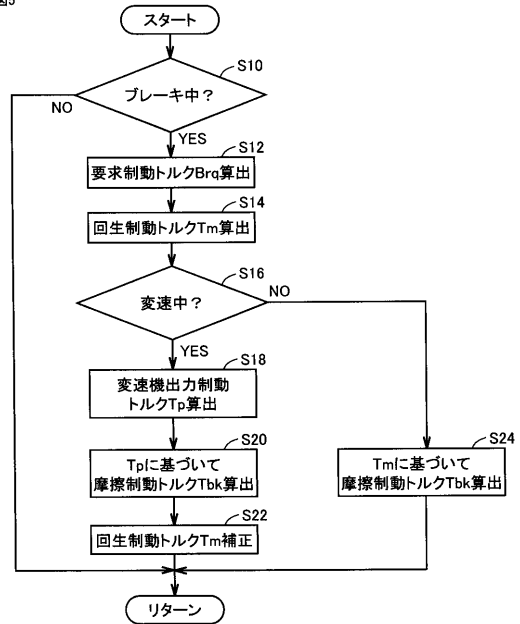 図5
スタート
S10
ブレーキ中？
NO
YES
S12
要求制動トルクBrq算出
S14
回生制動トルクTm算出
S16
変速中？
NO
YES
S18
変速機出力制動
トルクTp算出
S20
Tpに基づいて
摩擦制動トルクTbk算出
S24
Tmに基づいて
摩擦制動トルクTbk算出
S22
回生制動トルクTm補正
リターン